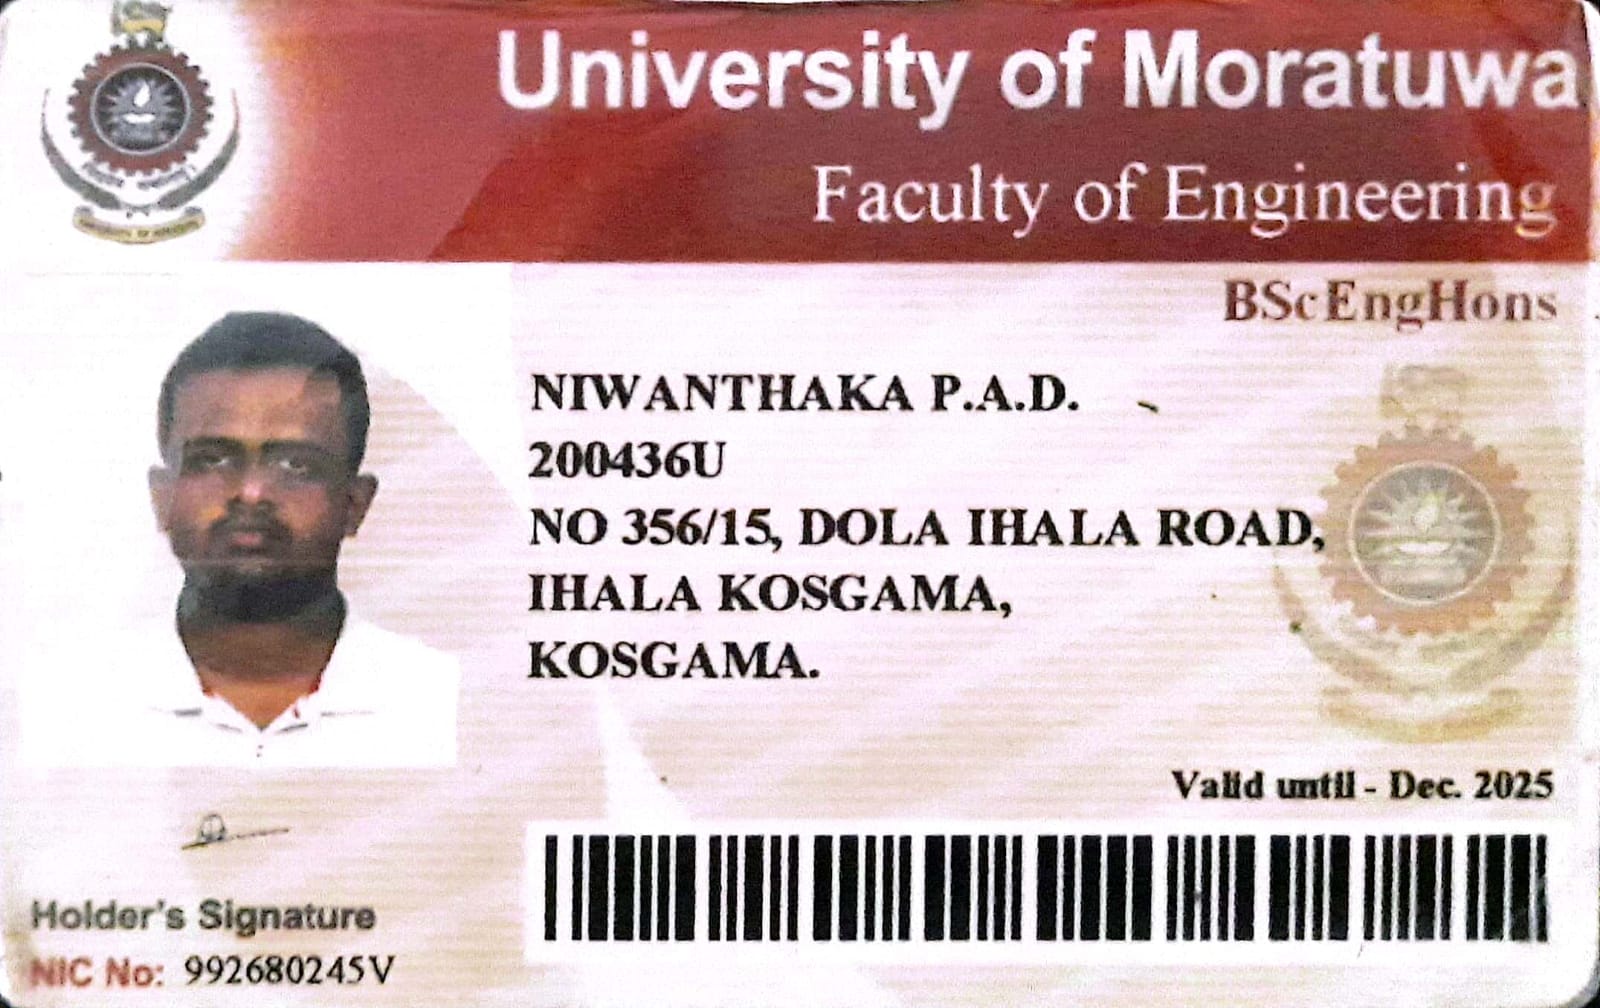 University of Moratuwa
Faculty of Engineering
BScEngHons
NIWANTHAKA P.A.D.
200436U
NO 356/15, DOLA IHALA ROAD,
IHALA KOSGAMA,
KOSGAMA.
Valid until - Dec. 2025
Holder's Signature
NIC No: 992680245V